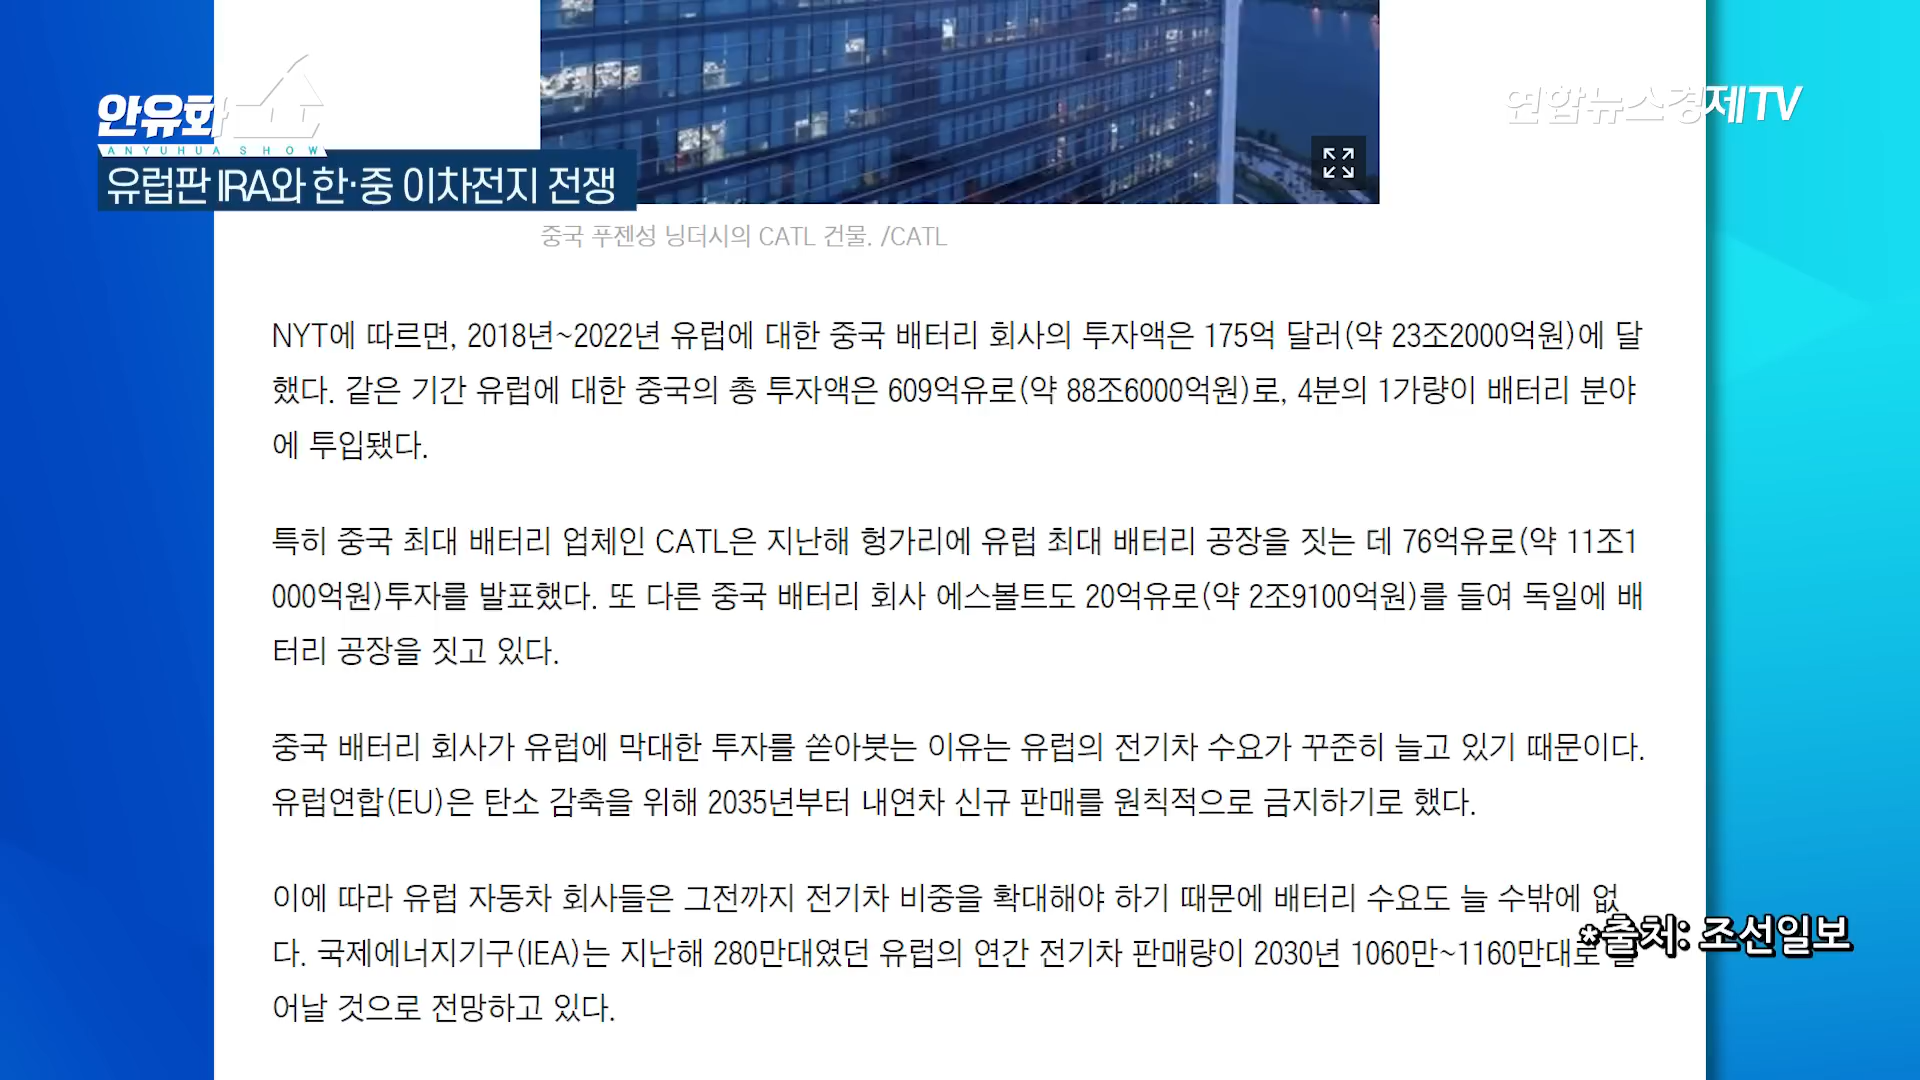 안유화쇼
ANYUHUA SHOW
연합뉴스경제TV
유럽판 IRA와 한·중 이차전지 전쟁
중국 푸젠성 닝더시의 CATL 건물. /CATL
NYT에 따르면, 2018년~2022년 유럽에 대한 중국 배터리 회사의 투자액은 175억 달러(약 23조2000억원)에 달
했다. 같은 기간 유럽에 대한 중국의 총 투자액은 609억유로(약 88조6000억원)로, 4분의 1가량이 배터리 분야
에 투입됐다.
특히 중국 최대 배터리 업체인 CATL은 지난해 헝가리에 유럽 최대 배터리 공장을 짓는 데 76억유로(약 11조1
000억원)투자를 발표했다. 또 다른 중국 배터리 회사 에스볼트도 20억유로(약 2조9100억원)를 들여 독일에 배
터리 공장을 짓고 있다.
중국 배터리 회사가 유럽에 막대한 투자를 쏟아붓는 이유는 유럽의 전기차 수요가 꾸준히 늘고 있기 때문이다.
유럽연합(EU)은 탄소 감축을 위해 2035년부터 내연차 신규 판매를 원칙적으로 금지하기로 했다.
이에 따라 유럽 자동차 회사들은 그전까지 전기차 비중을 확대해야 하기 때문에 배터리 수요도 늘 수밖에 없
다. 국제에너지기구(IEA)는 지난해 280만대였던 유럽의 연간 전기차 판매량이 2030년 1060만~1160만대로
어날 것으로 전망하고 있다.
*출처: 조선일보